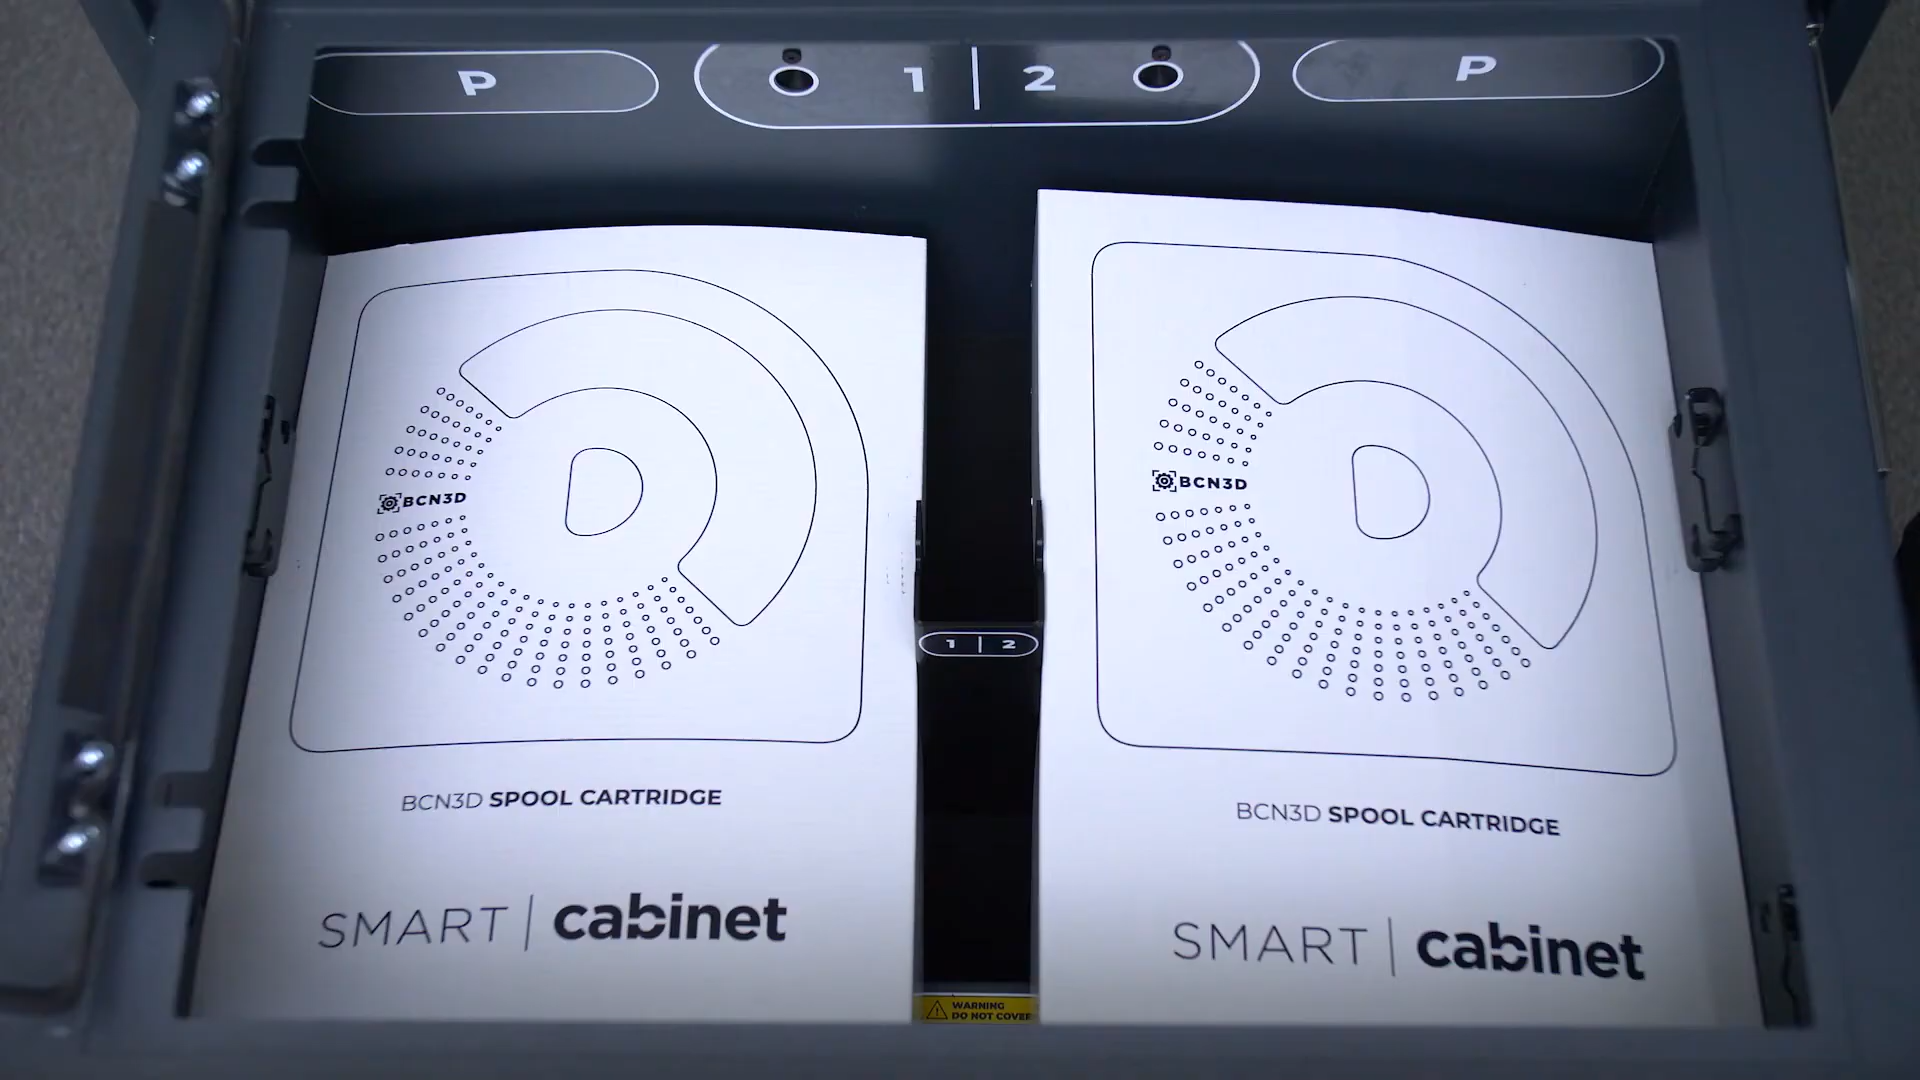 P
1 | 2
P
BCN3D
BCN3D SPOOL CARTRIDGE
SMART | cabinet
1 | 2
WARNING
DO NOT COVER
BCN3D
BCN3D SPOOL CARTRIDGE
SMART | cabinet